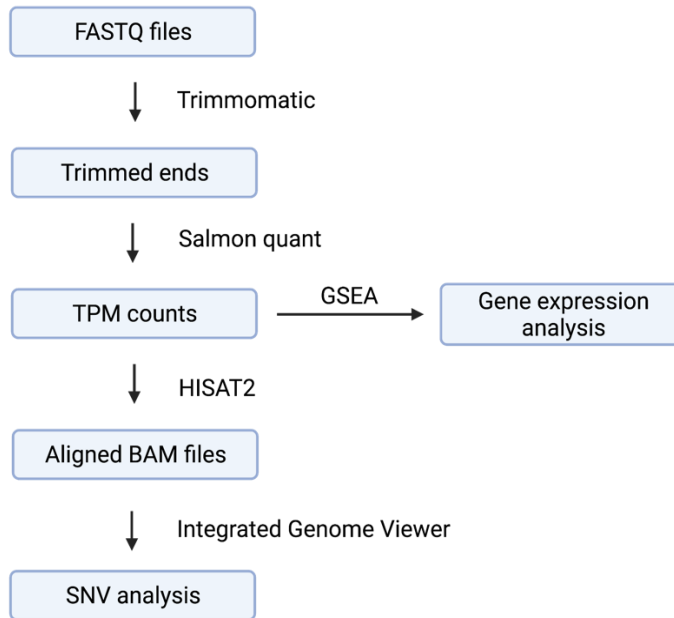 FASTQ files
Trimmomatic
Trimmed ends
Salmon quant
TPM counts
GSEA
Gene expression
analysis
HISAT2
Aligned BAM files
Integrated Genome Viewer
SNV analysis